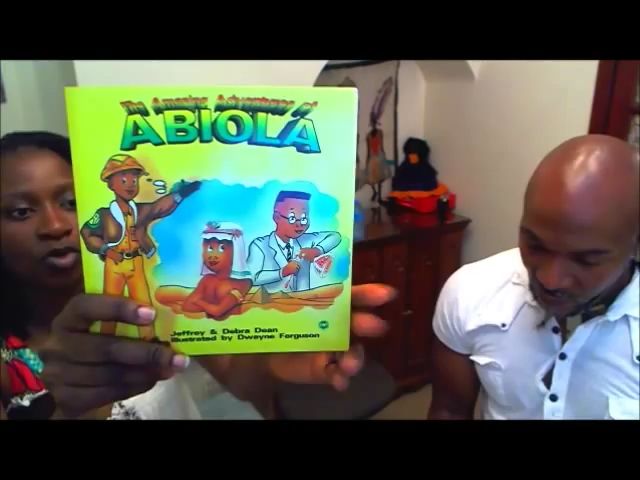 The Amazing Adventures of
ABIOLA
Jeffrey & Debra Dean
Illustrated by Dwayne Ferguson